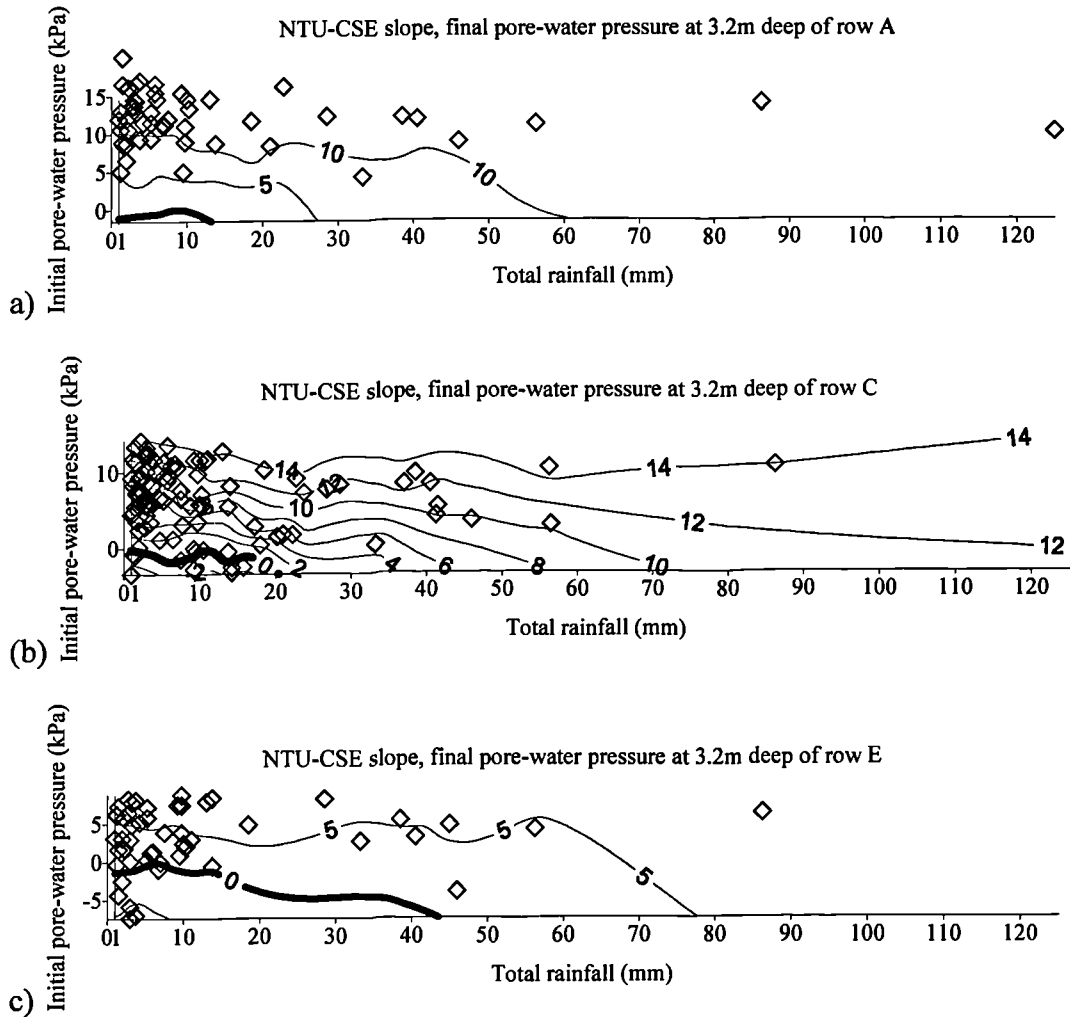 NTU-CSE slope, final pore-water pressure at 3.2m deep of row A
Initial pore-water pressure (kPa)
15
10
5
0
10
10
5
01 10 20 30 40 50 60 70 80 90 100 110 120
Total rainfall (mm)
a)
NTU-CSE slope, final pore-water pressure at 3.2m deep of row C
Initial pore-water pressure (kPa)
10
0
14
14
14
12
12
10
10
8
6
4
2
0
01 10 20 30 40 50 60 70 80 90 100 110 120
Total rainfall (mm)
(b)
NTU-CSE slope, final pore-water pressure at 3.2m deep of row E
Initial pore-water pressure (kPa)
5
0
-5
5
5
5
0
01 10 20 30 40 50 60 70 80 90 100 110 120
Total rainfall (mm)
c)